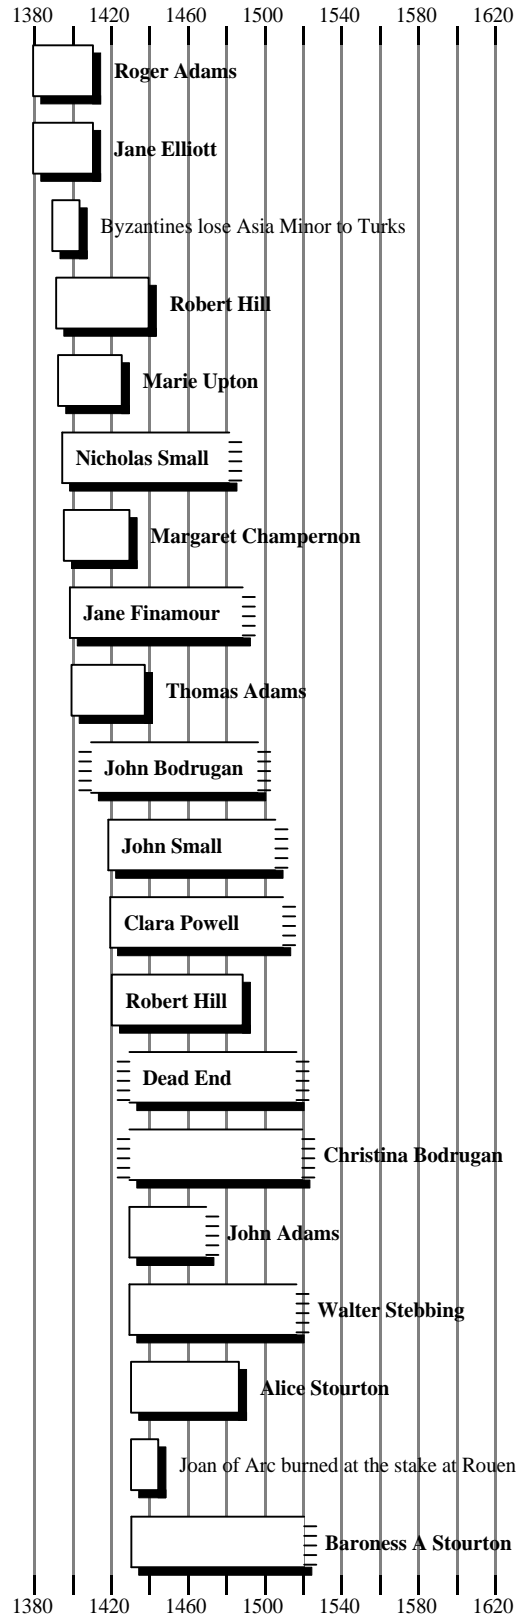 1380 1420 1460 1500 1540 1580 1620
Roger Adams
Jane Elliott
Byzantines lose Asia Minor to Turks
Robert Hill
Marie Upton
Nicholas Small
Margaret Champernon
Jane Finamour
Thomas Adams
John Bodrugan
John Small
Clara Powell
Robert Hill
Dead End
Christina Bodrugan
John Adams
Walter Stebbing
Alice Stourton
Joan of Arc burned at the stake at Rouen
Baroness A Stourton
1380 1420 1460 1500 1540 1580 1620